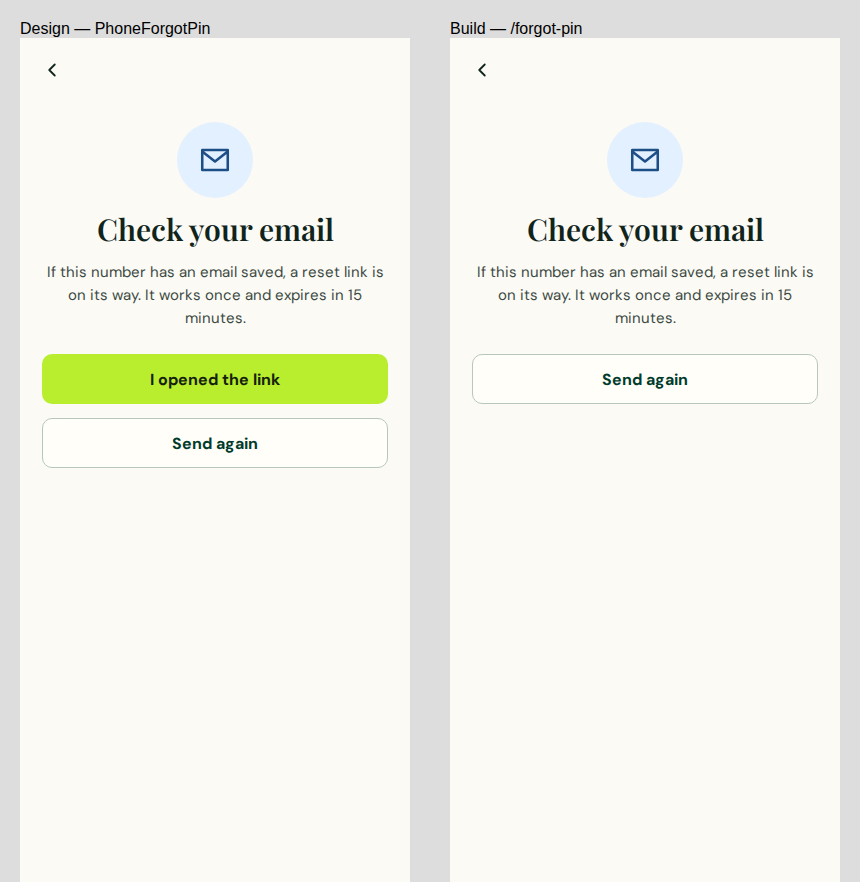 Design — PhoneForgotPin
Check your email
If this number has an email saved, a reset link is
on its way. It works once and expires in 15
minutes.
I opened the link
Send again
Build — /forgot-pin
Check your email
If this number has an email saved, a reset link is
on its way. It works once and expires in 15
minutes.
Send again